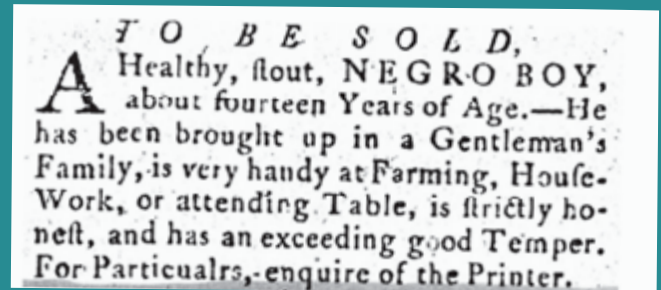 TO BE SOLD,
A Healthy, ſtout, NEGRO BOY,
about fourteen Years of Age.—He
has been brought up in a Gentleman's
Family, is very handy at Farming, Houſe-
Work, or attending Table, is ſtrictly ho-
neſt, and has an exceeding good Temper.
For Particualrs, enquire of the Printer.